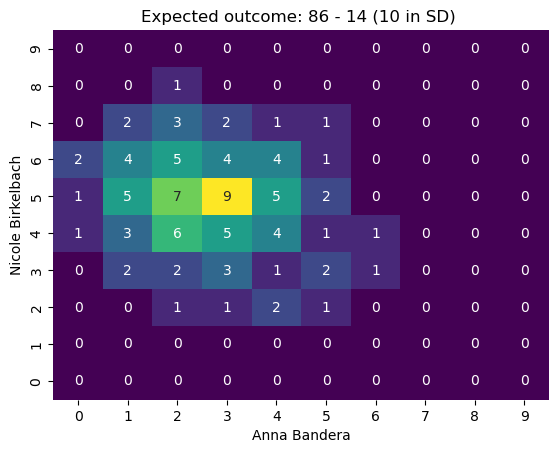 Expected outcome: 86 - 14 (10 in SD)
Nicole Birkelbach
9 0 0 0 0 0 0 0 0 0 0
8 0 0 1 0 0 0 0 0 0 0
7 0 2 3 2 1 1 0 0 0 0
6 2 4 5 4 4 1 0 0 0 0
5 1 5 7 9 5 2 0 0 0 0
4 1 3 6 5 4 1 1 0 0 0
3 0 2 2 3 1 2 1 0 0 0
2 0 0 1 1 2 1 0 0 0 0
1 0 0 0 0 0 0 0 0 0 0
0 0 0 0 0 0 0 0 0 0 0
0 1 2 3 4 5 6 7 8 9
Anna Bandera